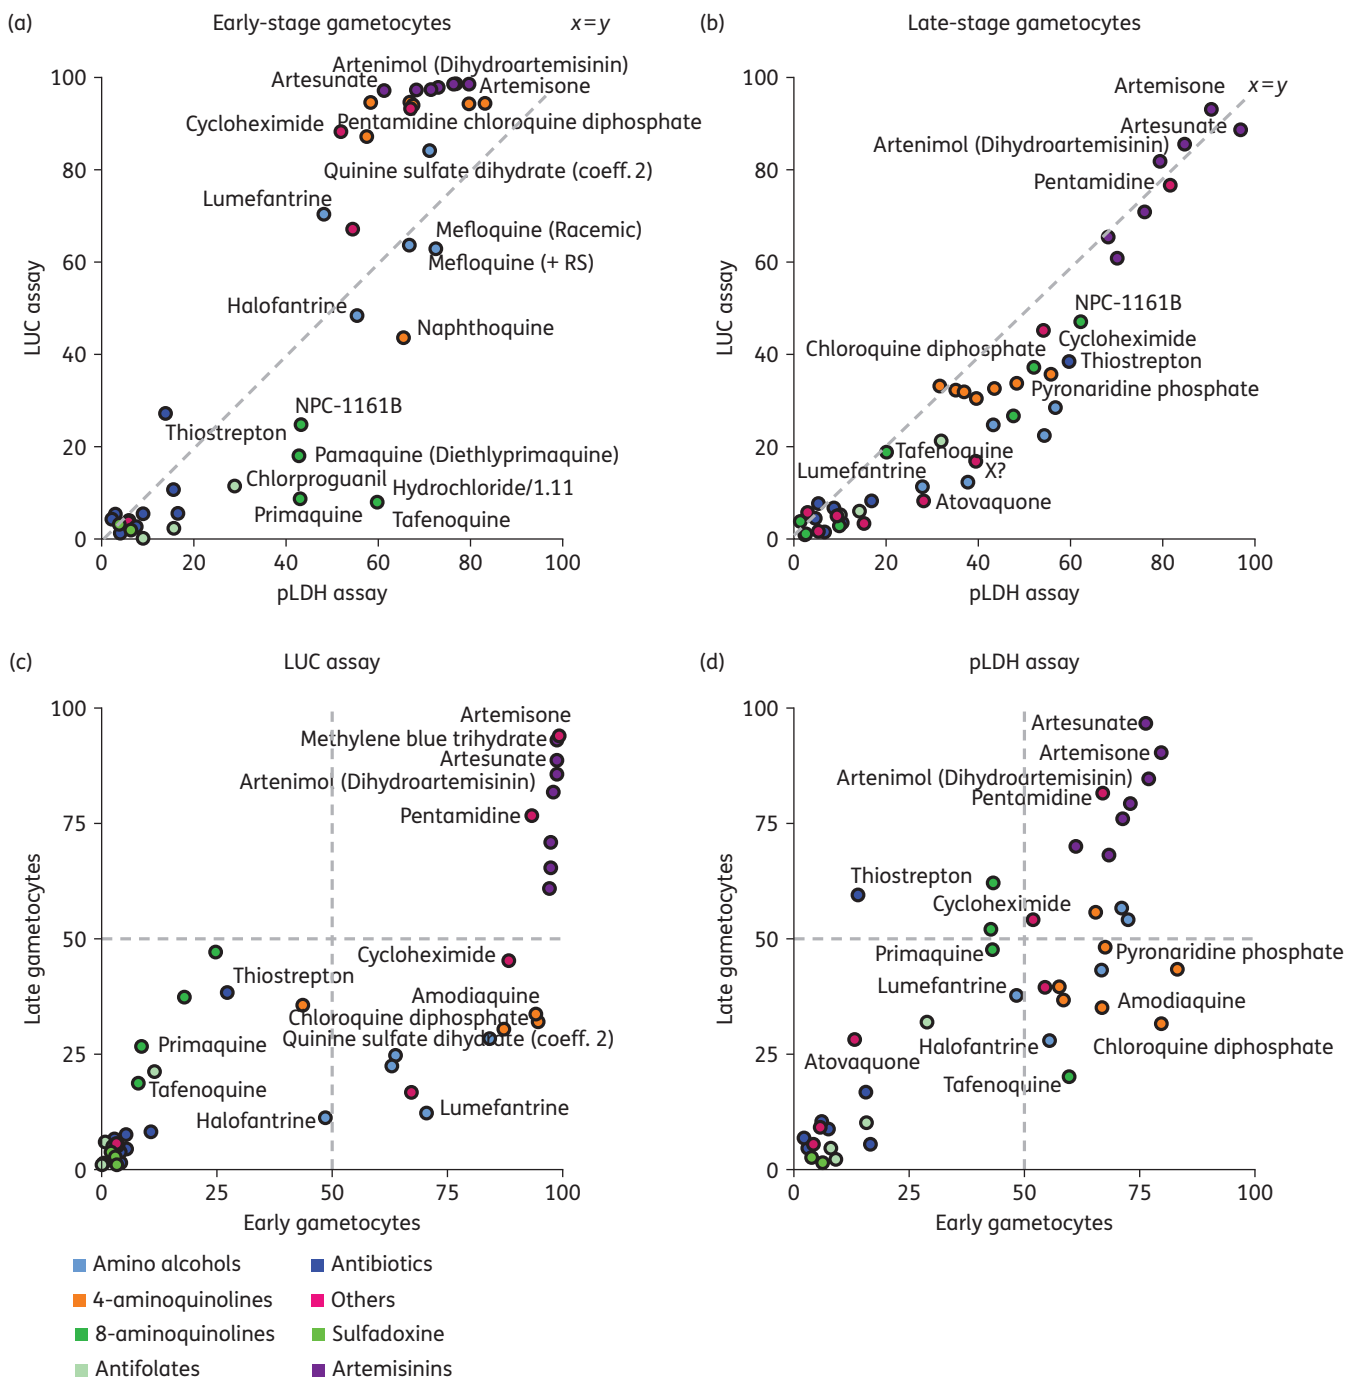 (a)
Early-stage gametocytes
x=y
Artenimol (Dihydroartemisinin)
Artesunate
Artemisone
Cycloheximide
Pentamidine chloroquine diphosphate
Quinine sulfate dihydrate (coeff. 2)
Lumefantrine
Mefloquine (Racemic)
Mefloquine (+ RS)
Halofantrine
Naphthoquine
NPC-1161B
Thiostrepton
Pamaquine (Diethlyprimaquine)
Chlorproguanil
Hydrochloride/1.11
Primaquine
Tafenoquine
LUC assay
100
80
60
40
20
0
0 20 40 60 80 100
pLDH assay
(b)
Late-stage gametocytes
Artemisone
x=y
Artesunate
Artenimol (Dihydroartemisinin)
Pentamidine
NPC-1161B
Cycloheximide
Chloroquine diphosphate
Thiostrepton
Pyronaridine phosphate
Tafenoquine
Lumefantrine
X?
Atovaquone
LUC assay
100
80
60
40
20
0
0 20 40 60 80 100
pLDH assay
(c)
LUC assay
Artemisone
Methylene blue trihydrate
Artesunate
Artenimol (Dihydroartemisinin)
Pentamidine
Cycloheximide
Thiostrepton
Amodiaquine
Chloroquine diphosphate
Quinine sulfate dihydrate (coeff. 2)
Primaquine
Tafenoquine
Halofantrine
Lumefantrine
Late gametocytes
100
75
50
25
0
0 25 50 75 100
Early gametocytes
(d)
pLDH assay
Artesunate
Artemisone
Artenimol (Dihydroartemisinin)
Pentamidine
Thiostrepton
Cycloheximide
Primaquine
Pyronaridine phosphate
Lumefantrine
Amodiaquine
Halofantrine
Chloroquine diphosphate
Atovaquone
Tafenoquine
Late gametocytes
100
75
50
25
0
0 25 50 75 100
Early gametocytes
Amino alcohols
Antibiotics
4-aminoquinolines
Others
8-aminoquinolines
Sulfadoxine
Antifolates
Artemisinins